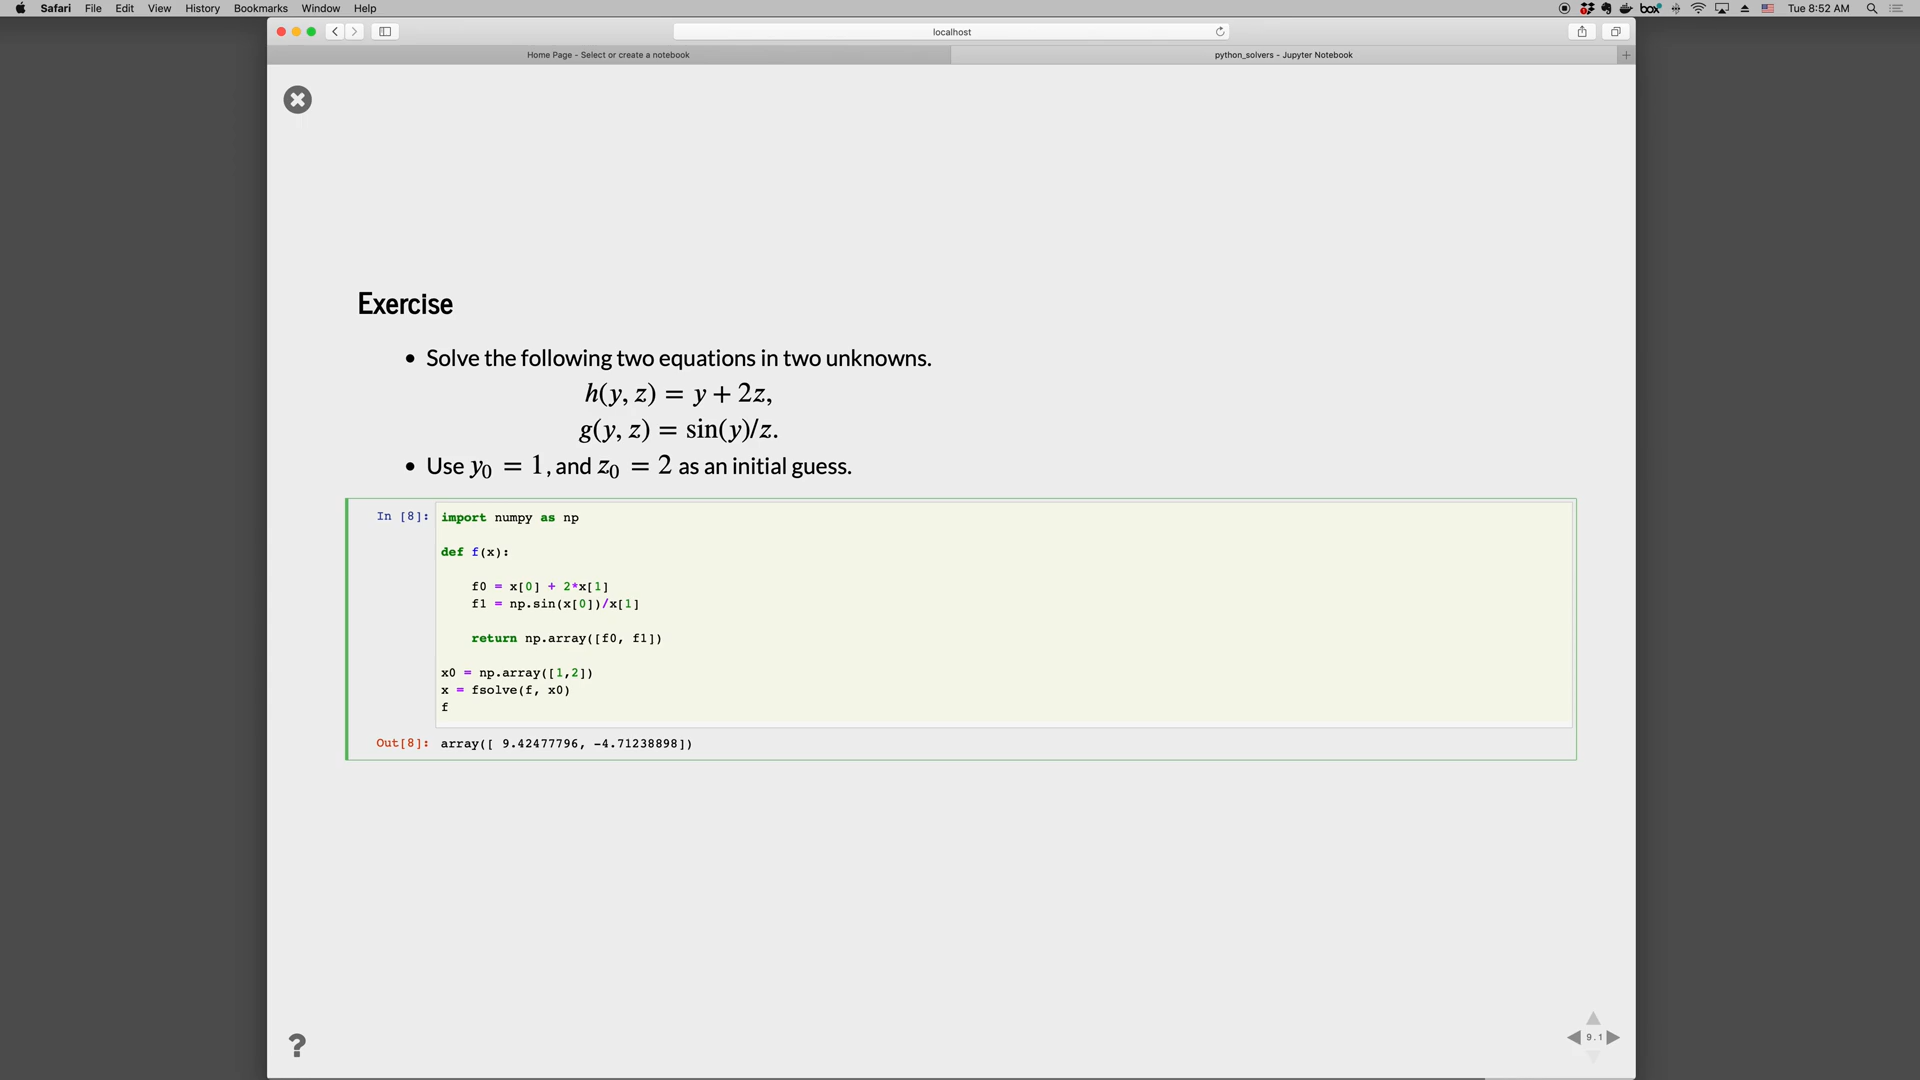 Safari File Edit View History Bookmarks Window Help box Tue 8:52 AM
localhost
Home Page - Select or create a notebook python_solvers - Jupyter Notebook
Exercise
• Solve the following two equations in two unknowns.
h(y, z) = y + 2z,
g(y, z) = sin(y)/z.
• Use y₀ = 1, and z₀ = 2 as an initial guess.
In [8]: import numpy as np
def f(x):
f0 = x[0] + 2*x[1]
f1 = np.sin(x[0])/x[1]
return np.array([f0, f1])
x0 = np.array([1,2])
x = fsolve(f, x0)
f
Out[8]: array([ 9.42477796, -4.71238898])
?
9.1